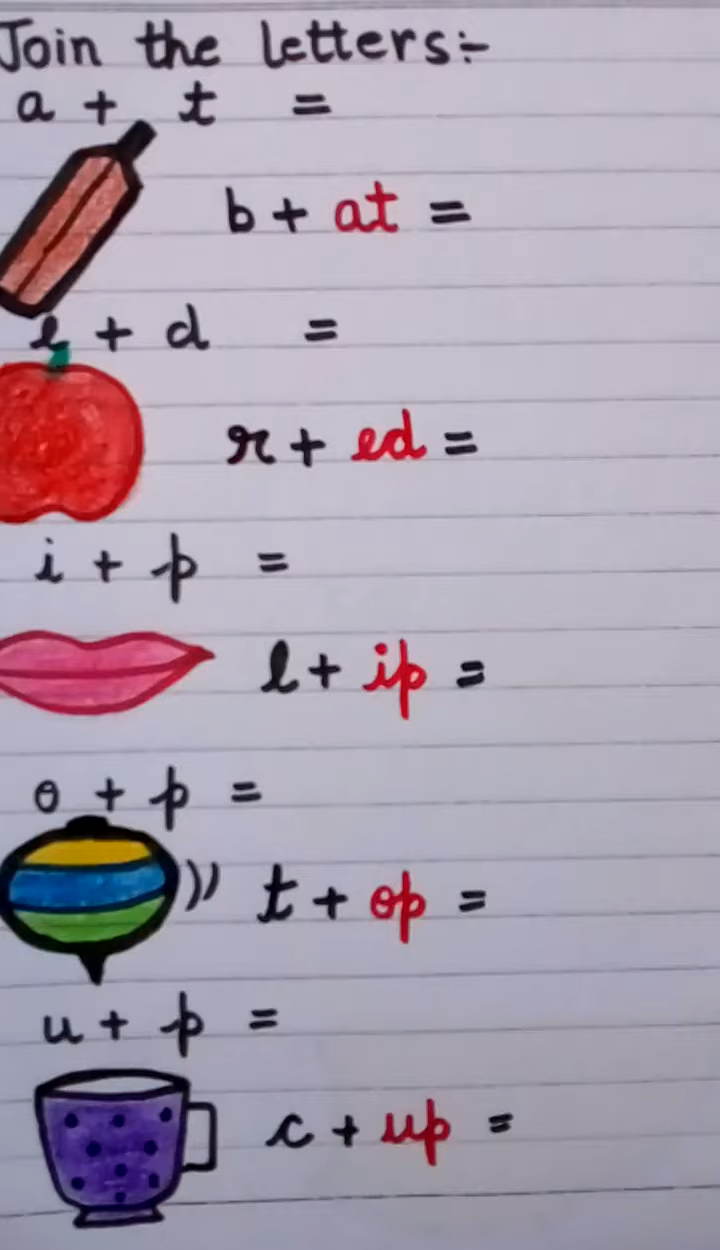 Join the letters:-
a + t =
b + at =
e + d =
r + ed =
i + p =
l + ip =
o + p =
t + op =
u + p =
c + up =